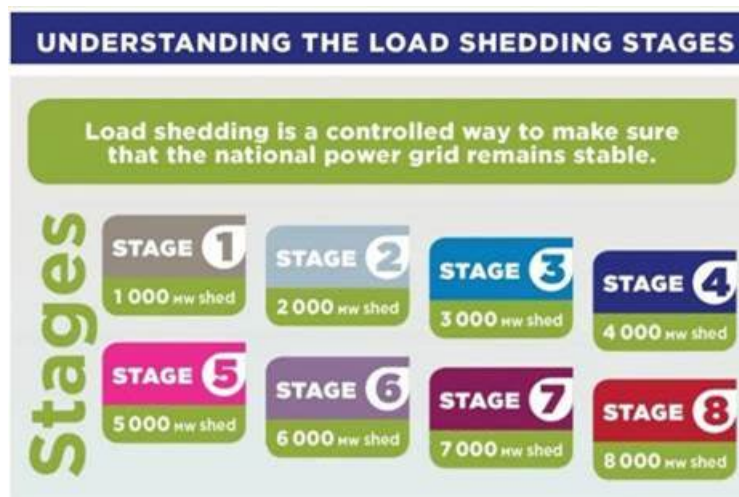 UNDERSTANDING THE LOAD SHEDDING STAGES
Load shedding is a controlled way to make sure
that the national power grid remains stable.
Stages
STAGE 1
1 000 MW shed
STAGE 2
2 000 MW shed
STAGE 3
3 000 MW shed
STAGE 4
4 000 MW shed
STAGE 5
5 000 MW shed
STAGE 6
6 000 MW shed
STAGE 7
7 000 MW shed
STAGE 8
8 000 MW shed